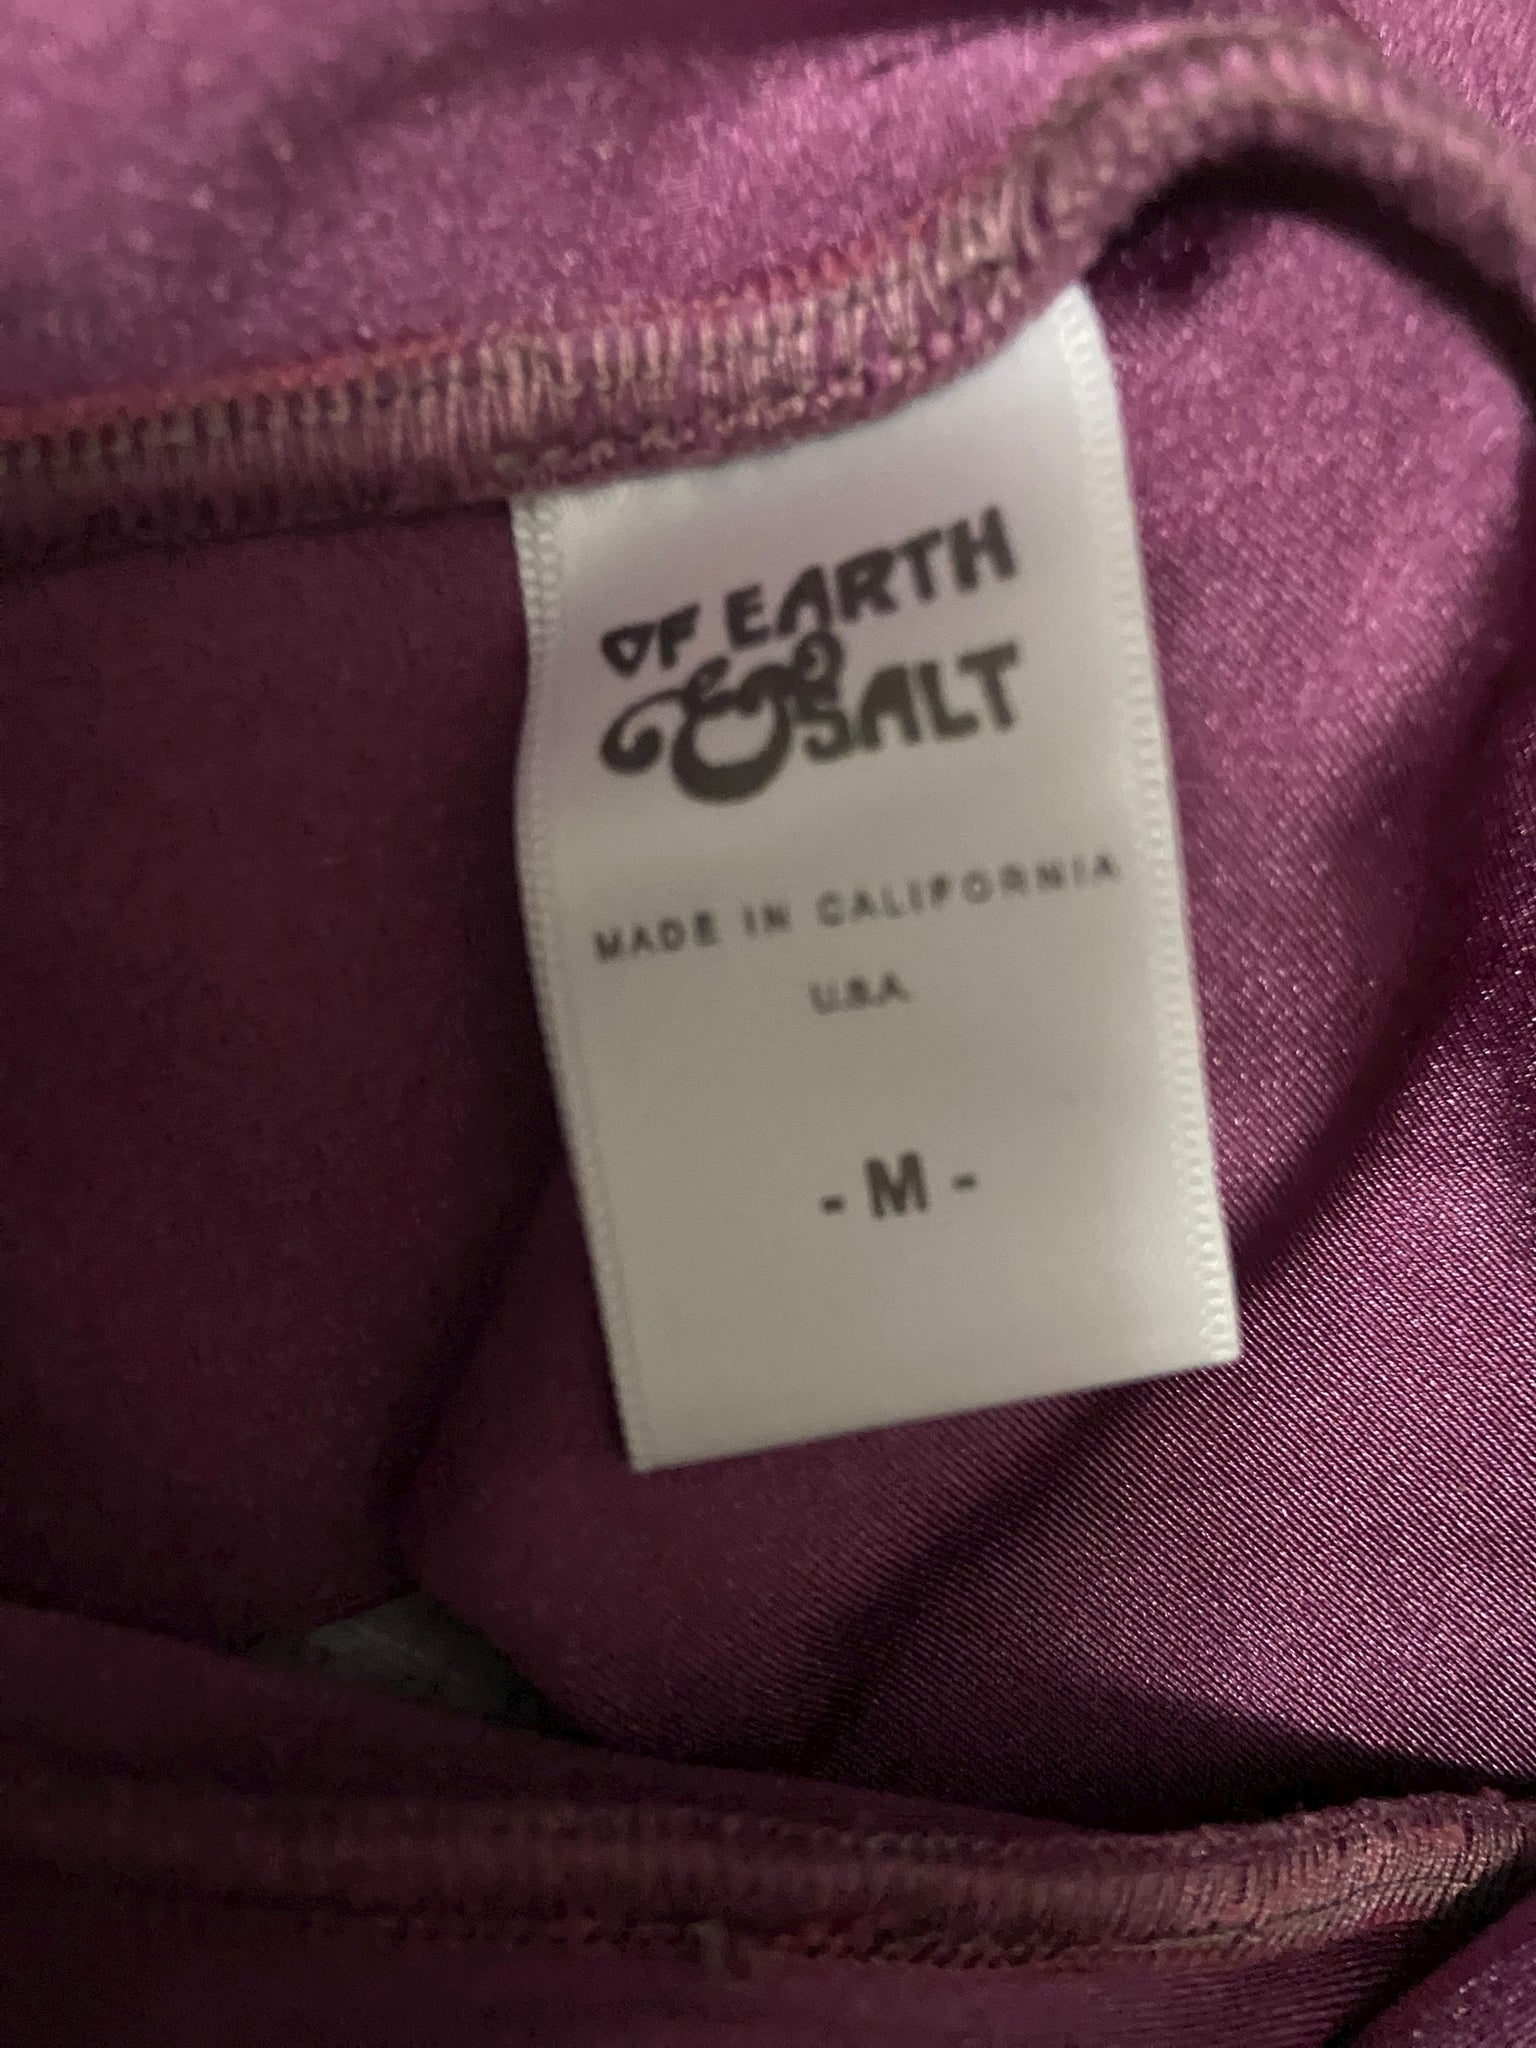 OF EARTH
& SALT
MADE IN CALIFORNIA
U.S.A.
- M -